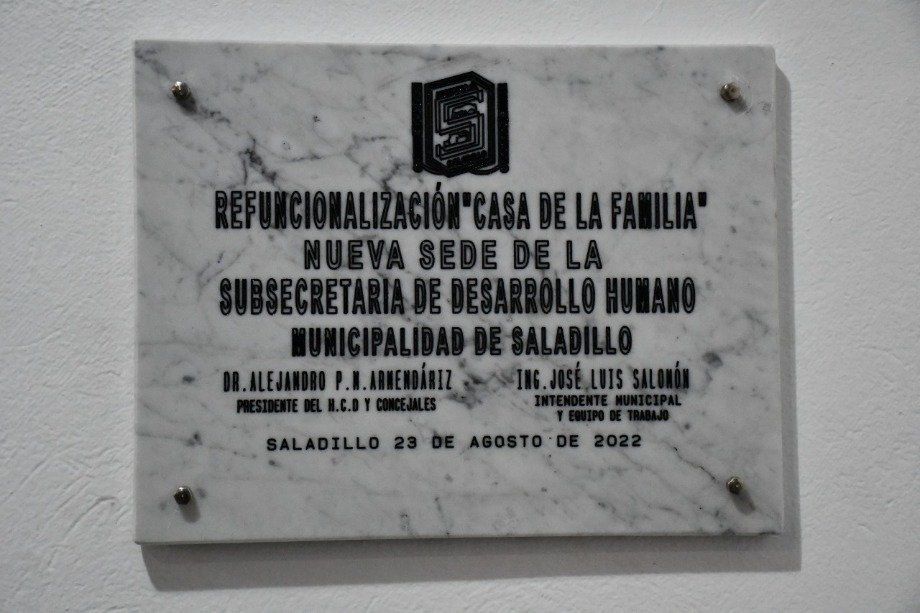 REFUNCIONALIZACIÓN"CASA DE LA FAMILIA"
NUEVA SEDE DE LA
SUBSECRETARIA DE DESARROLLO HUMANO
MUNICIPALIDAD DE SALADILLO
DR. ALEJANDRO P.N. ARMENDÁRIZ
PRESIDENTE DEL H.C.D Y CONCEJALES
ING. JOSÉ LUIS SALOMÓN
INTENDENTE MUNICIPAL
Y EQUIPO DE TRABAJO
SALADILLO 23 DE AGOSTO DE 2022